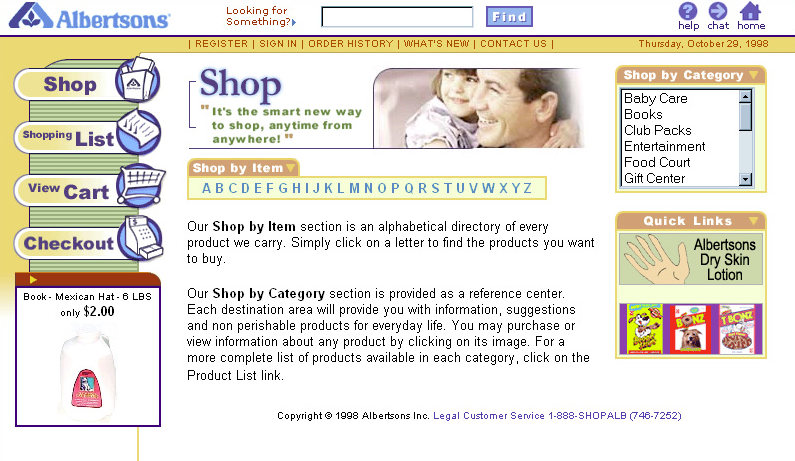 Albertsons
Looking for
Something?
Find
help chat home
| REGISTER | SIGN IN | ORDER HISTORY | WHAT'S NEW | CONTACT US |
Thursday, October 29, 1998
Shop
Shopping List
View Cart
Checkout
Book - Mexican Hat - 6 LBS
only $2.00
Shop
"It's the smart new way
to shop, anytime from
anywhere!"
Shop by Item
A B C D E F G H I J K L M N O P Q R S T U V W X Y Z
Our Shop by Item section is an alphabetical directory of every
product we carry. Simply click on a letter to find the products you want
to buy.
Our Shop by Category section is provided as a reference center.
Each destination area will provide you with information, suggestions
and non perishable products for everyday life. You may purchase or
view information about any product by clicking on its image. For a
more complete list of products available in each category, click on the
Product List link.
Shop by Category
Baby Care
Books
Club Packs
Entertainment
Food Court
Gift Center
Quick Links
Albertsons
Dry Skin
Lotion
BONZ
T BONZ
Copyright © 1998 Albertsons Inc. Legal Customer Service 1-888-SHOPALB (746-7252)